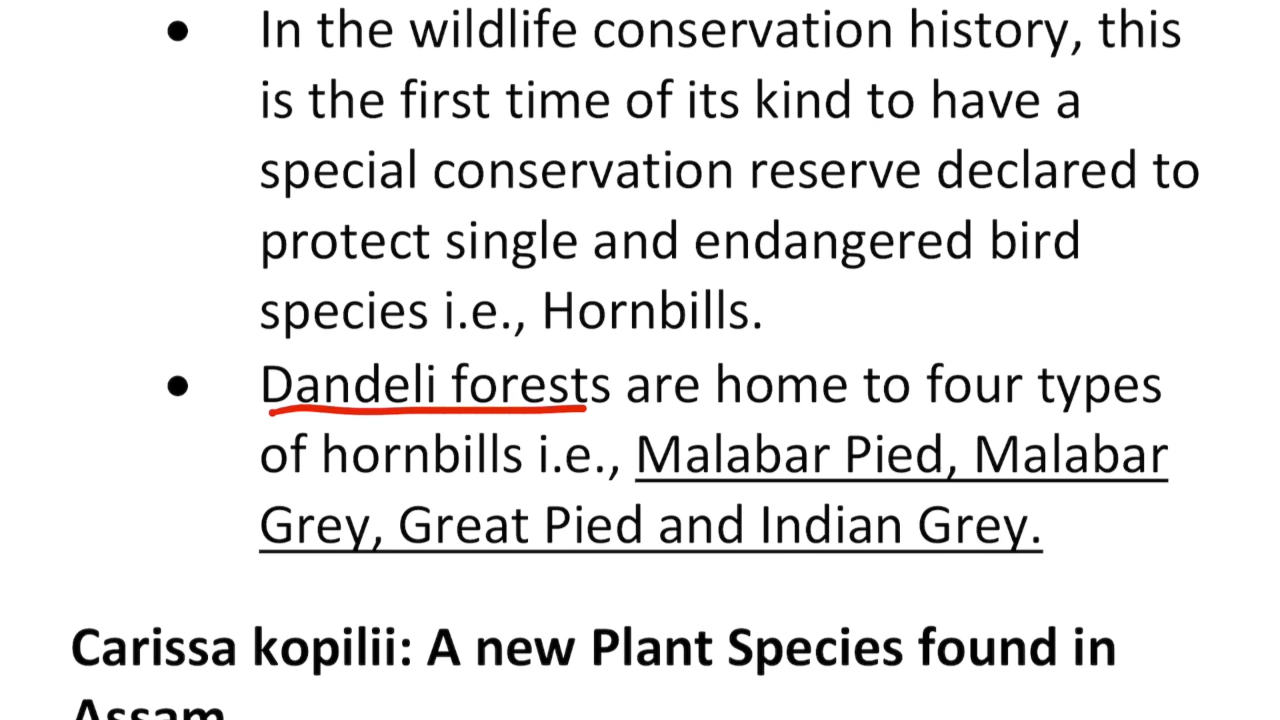 • In the wildlife conservation history, this
is the first time of its kind to have a
special conservation reserve declared to
protect single and endangered bird
species i.e., Hornbills.
• Dandeli forests are home to four types
of hornbills i.e., Malabar Pied, Malabar
Grey, Great Pied and Indian Grey.
Carissa kopilii: A new Plant Species found in
Assam